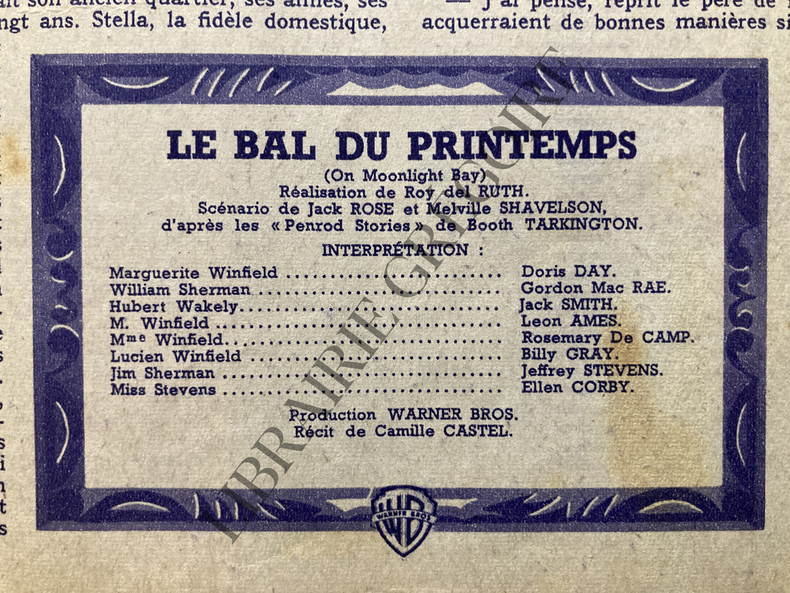 ait son ancien quartier, ses amies, ses
ngt ans. Stella, la fidèle domestique,
— J'ai pensé, reprit le père de
acquerraient de bonnes manières si
LE BAL DU PRINTEMPS
(On Moonlight Bay)
Réalisation de Roy del RUTH.
Scénario de Jack ROSE et Melville SHAVELSON,
d'après les « Penrod Stories » de Booth TARKINGTON.
INTERPRÉTATION :
Marguerite Winfield .......................... Doris DAY.
William Sherman .............................. Gordon Mac RAE.
Hubert Wakely................................ Jack SMITH.
M. Winfield .................................. Leon AMES.
Mme Winfield................................. Rosemary De CAMP.
Lucien Winfield .............................. Billy GRAY.
Jim Sherman .................................. Jeffrey STEVENS.
Miss Stevens .................................. Ellen CORBY.
Production WARNER BROS.
Récit de Camille CASTEL.
WB
WARNER BROS
LIBRAIRIE GRÉGOIRE